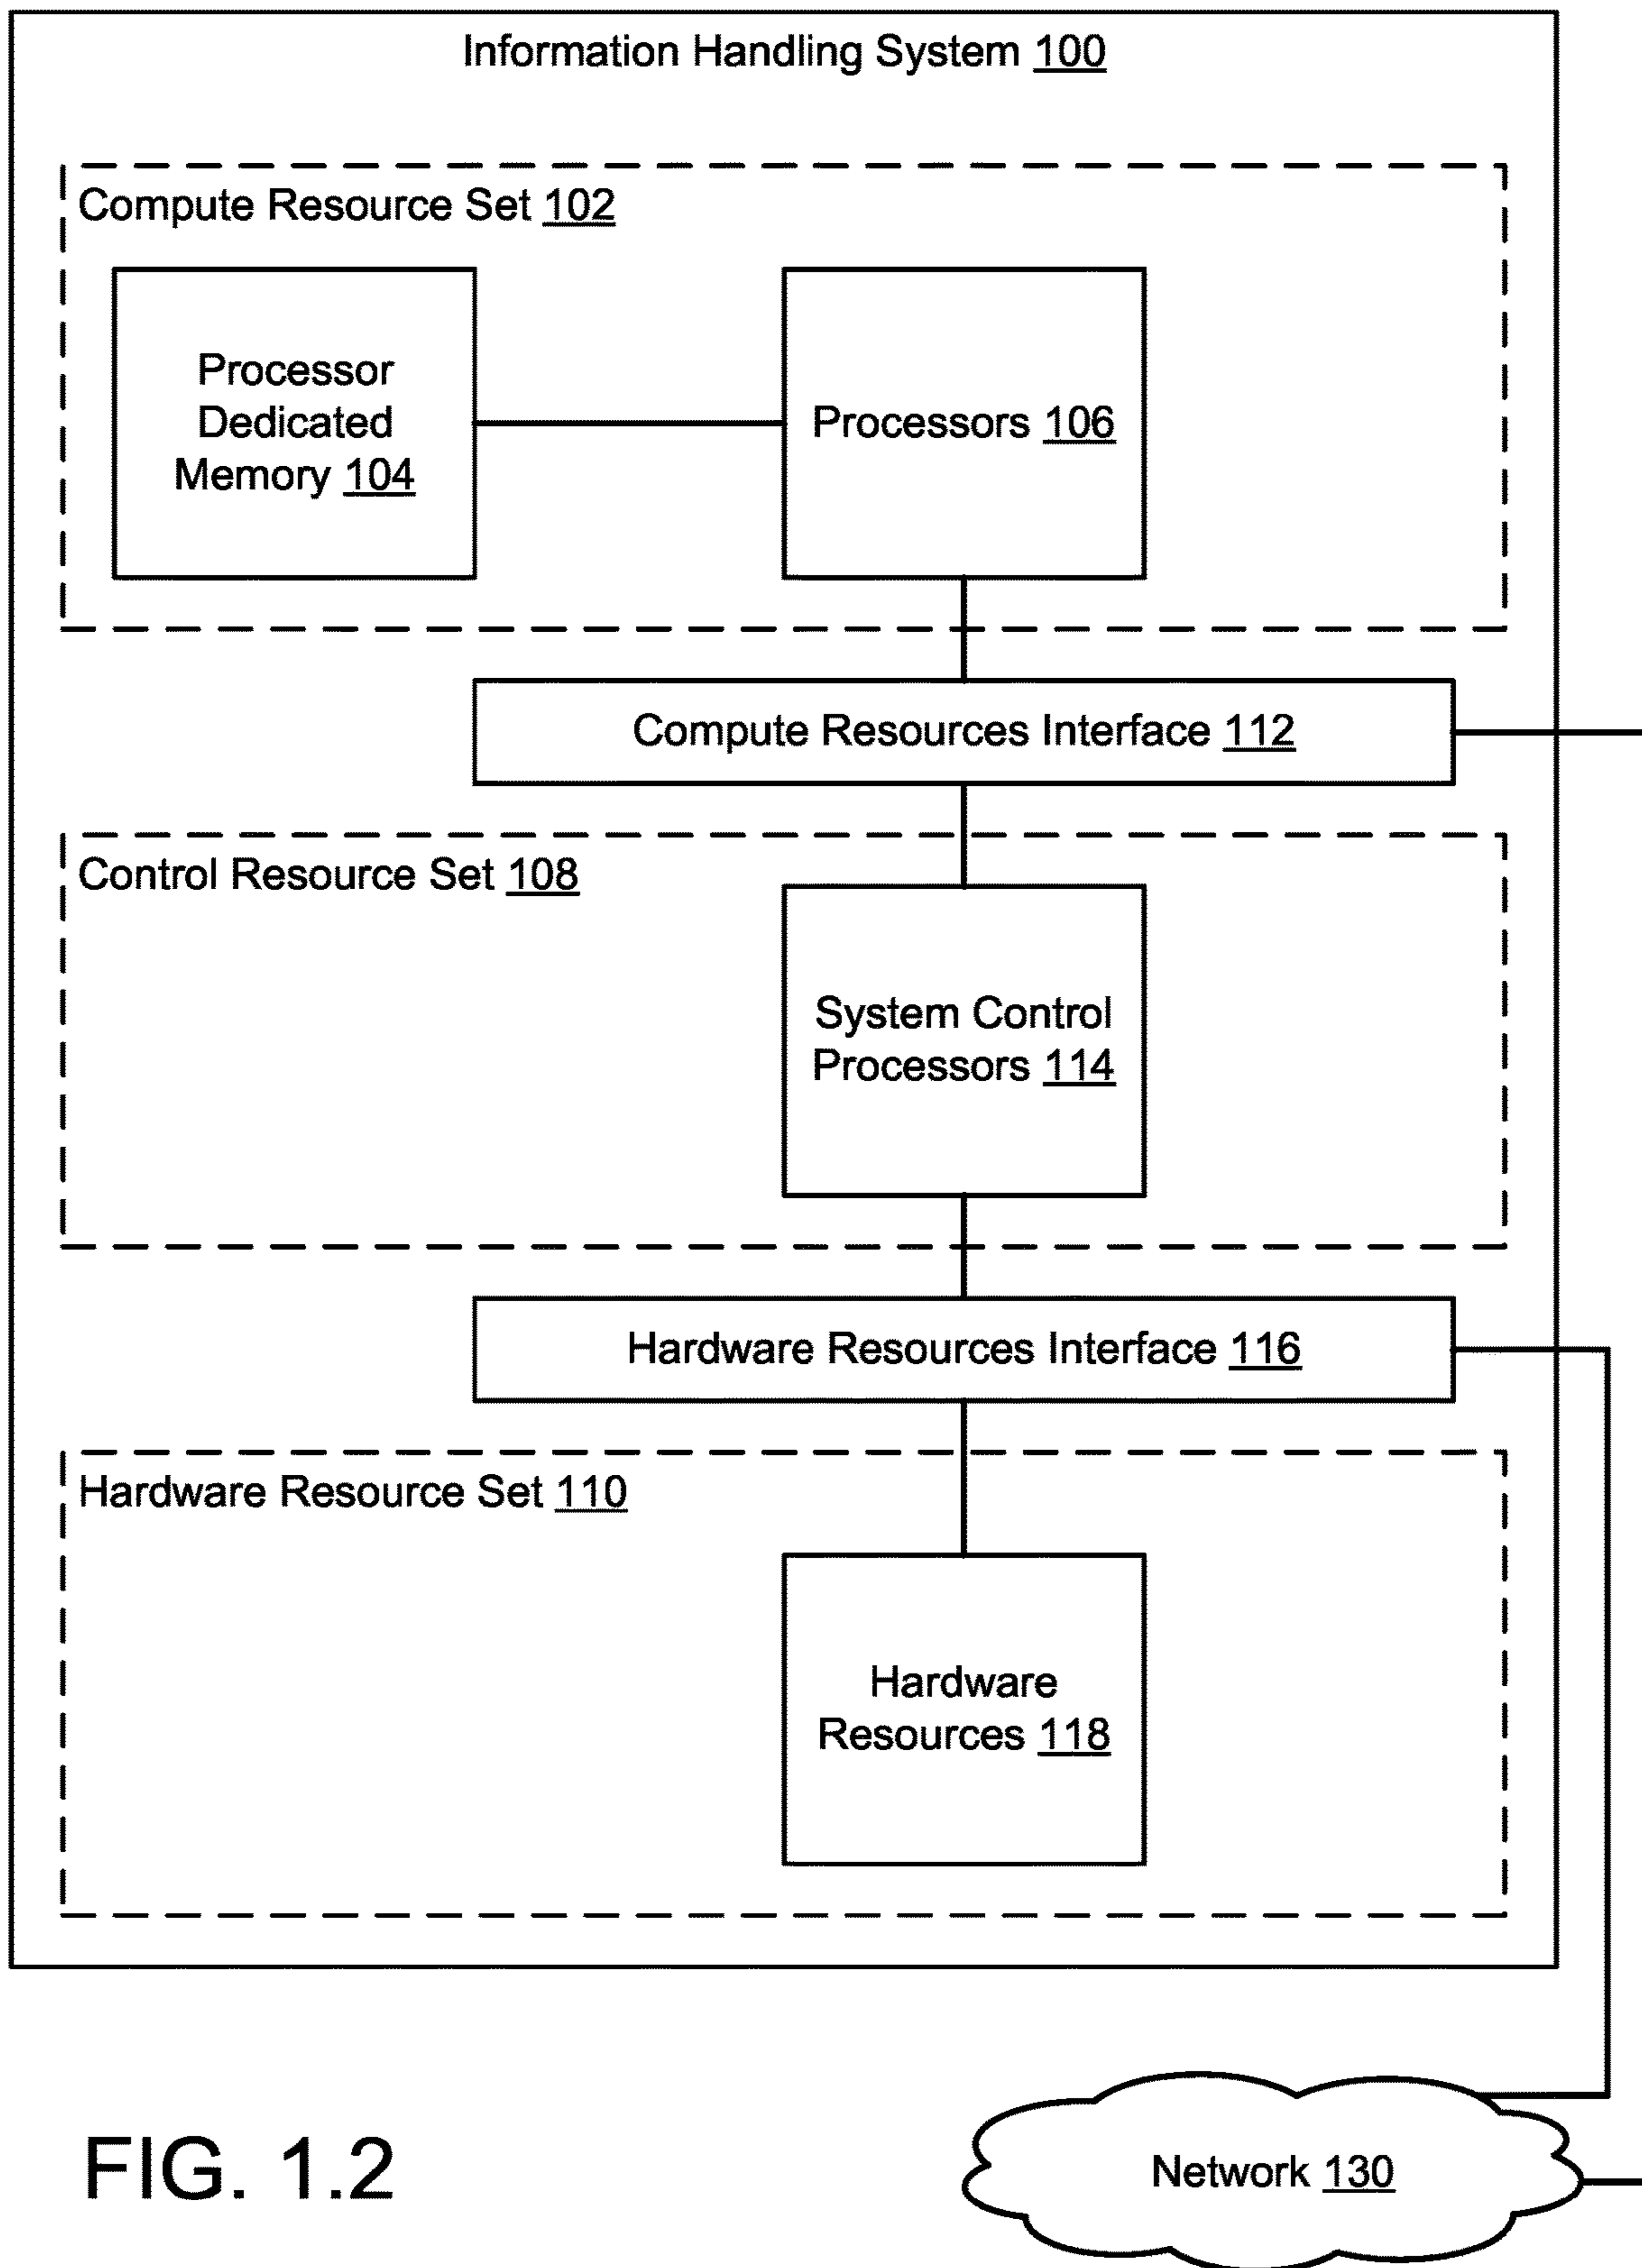 Information Handling System 100
Compute Resource Set 102
Processor
Dedicated
Memory 104
Processors 106
Compute Resources Interface 112
Control Resource Set 108
System Control
Processors 114
Hardware Resources Interface 116
Hardware Resource Set 110
Hardware
Resources 118
FIG. 1.2
Network 130